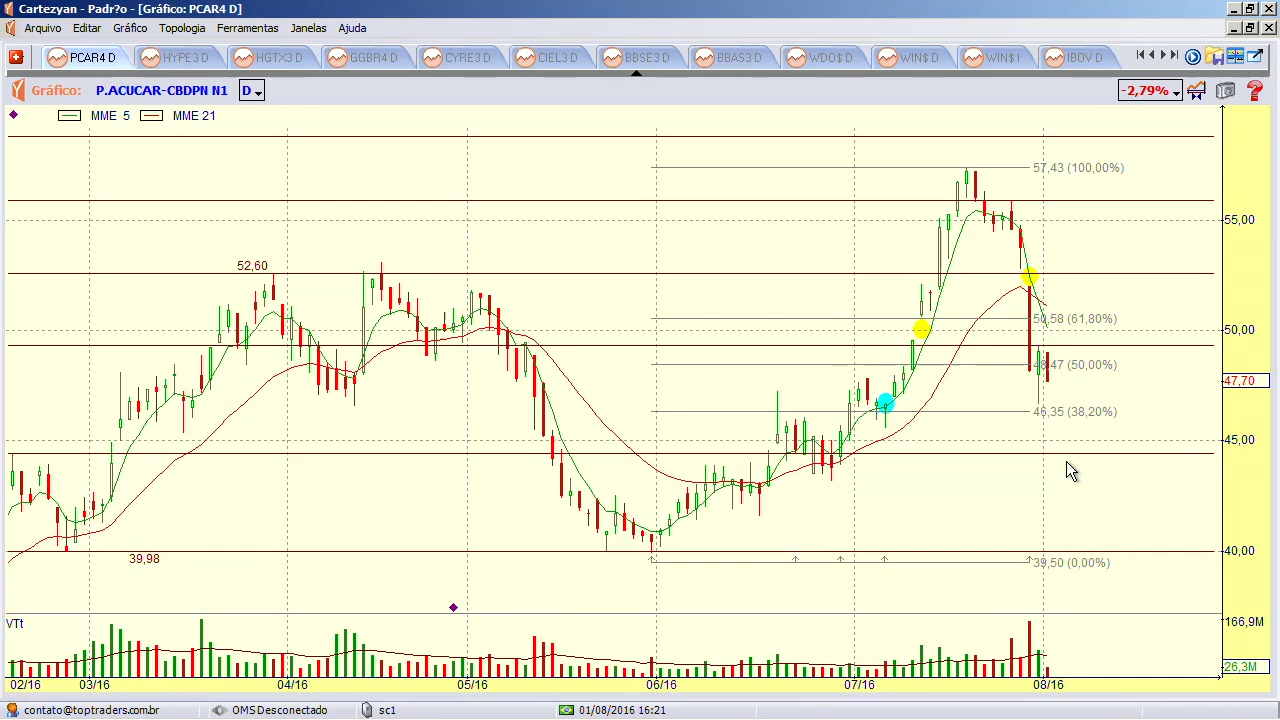 Cartezyan - Padr?o - [Gráfico: PCAR4 D]
Arquivo Editar Gráfico Topologia Ferramentas Janelas Ajuda
PCAR4 D HYPE3 D HGTX3 D GGBR4 D CYRE3 D CIEL3 D BBSE3 D BBAS3 D WDO$ D WIN$ D WIN$ I IBOV D
Gráfico: P.ACUCAR-CBDPN N1 D -2,79%
MME 5 MME 21
57,43 (100,00%)
55,00
52,60
50,58 (61,80%)
50,00
48,47 (50,00%)
47,70
46,35 (38,20%)
45,00
40,00
39,98
39,50 (0,00%)
VTt
166,9M
26,3M
02/16 03/16 04/16 05/16 06/16 07/16 08/16
contato@toptraders.com.br OMS Desconectado sc1 01/08/2016 16:21